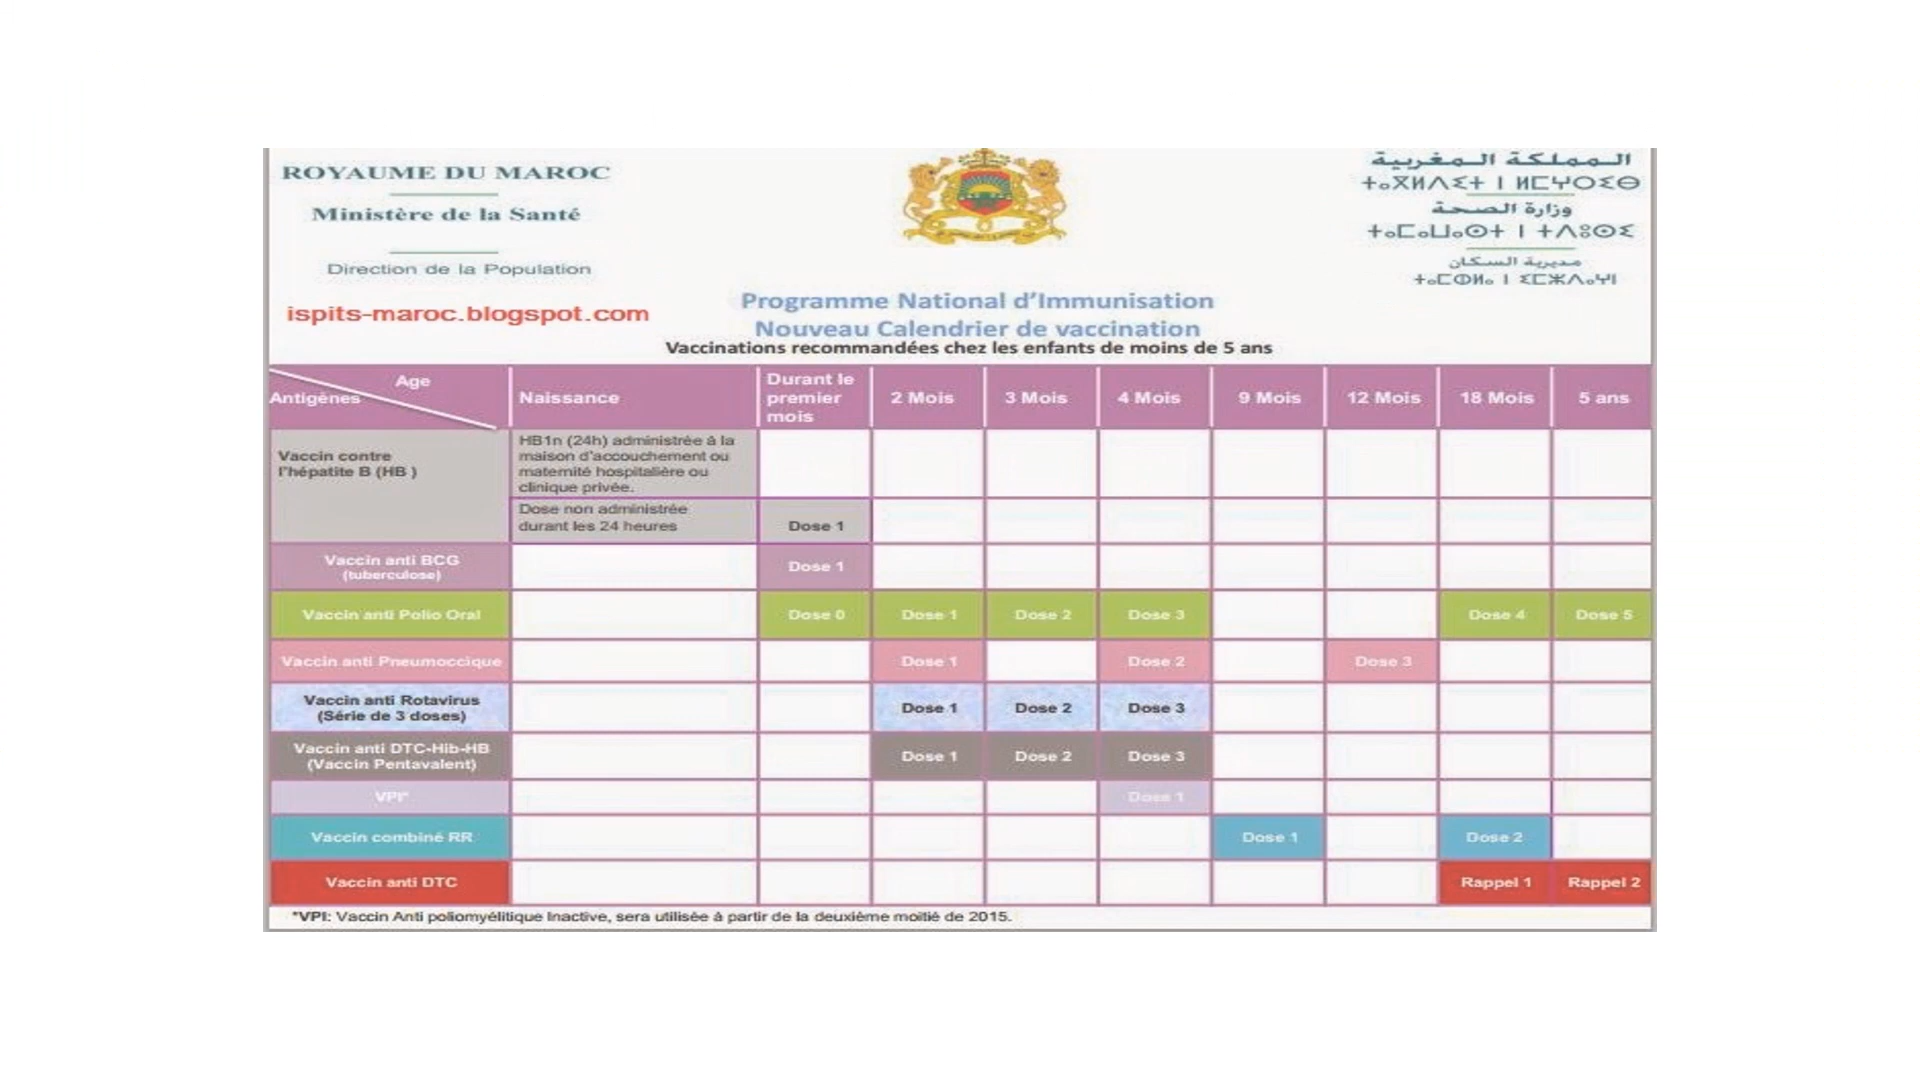 ROYAUME DU MAROC
Ministère de la Santé
Direction de la Population
ispits-maroc.blogspot.com
المملكة المغربية
ⵜⴰⴳⵍⴷⵉⵜ ⵏ ⵍⵎⵖⵔⵉⴱ
وزارة الصحة
ⵜⴰⵎⴰⵡⴰⵙⵜ ⵏ ⵜⴷⵓⵙⵉ
مديرية السكان
Programme National d’Immunisation
Nouveau Calendrier de vaccination
Vaccinations recommandées chez les enfants de moins de 5 ans
Age
Antigènes
Naissance
Durant le
premier
mois
2 Mois
3 Mois
4 Mois
9 Mois
12 Mois
18 Mois
5 ans
Vaccin contre
l’hépatite B (HB )
HB1n (24h) administrée à la
maison d’accouchement ou
maternité hospitalière ou
clinique privée.
Dose non administrée
durant les 24 heures
Dose 1
Vaccin anti BCG
(tuberculose)
Dose 1
Vaccin anti Polio Oral
Dose 0
Dose 1
Dose 2
Dose 3
Dose 4
Dose 5
Vaccin anti Pneumoccique
Dose 1
Dose 2
Dose 3
Vaccin anti Rotavirus
(Série de 3 doses)
Dose 1
Dose 2
Dose 3
Vaccin anti DTC-Hib-HB
(Vaccin Pentavalent)
Dose 1
Dose 2
Dose 3
VPI*
Dose 1
Vaccin combiné RR
Dose 1
Dose 2
Vaccin anti DTC
Rappel 1
Rappel 2
*VPI: Vaccin Anti poliomyélitique Inactive, sera utilisée à partir de la deuxième moitié de 2015.